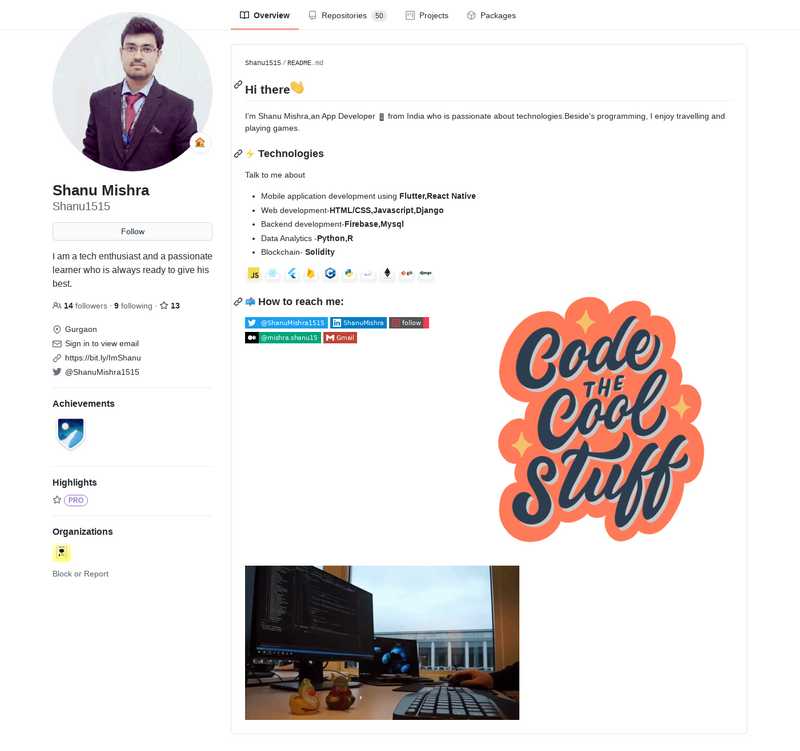 Overview
Repositories 50
Projects
Packages
Shanu Mishra
Shanu1515
Follow
I am a tech enthusiast and a passionate
learner who is always ready to give his
best.
14 followers · 9 following · 13
Gurgaon
Sign in to view email
https://bit.ly/ImShanu
@ShanuMishra1515
Achievements
Highlights
PRO
Organizations
Block or Report
Shanu1515 / README.md
Hi there
I'm Shanu Mishra,an App Developer from India who is passionate about technologies.Beside's programming, I enjoy travelling and
playing games.
Technologies
Talk to me about
Mobile application development using Flutter,React Native
Web development-HTML/CSS,Javascript,Django
Backend development-Firebase,Mysql
Data Analytics -Python,R
Blockchain- Solidity
JS
git
django
How to reach me:
@ShanuMishra1515
ShanuMishra
follow
@mishra.shanu15
Gmail
Code
THE
Cool
Stuff